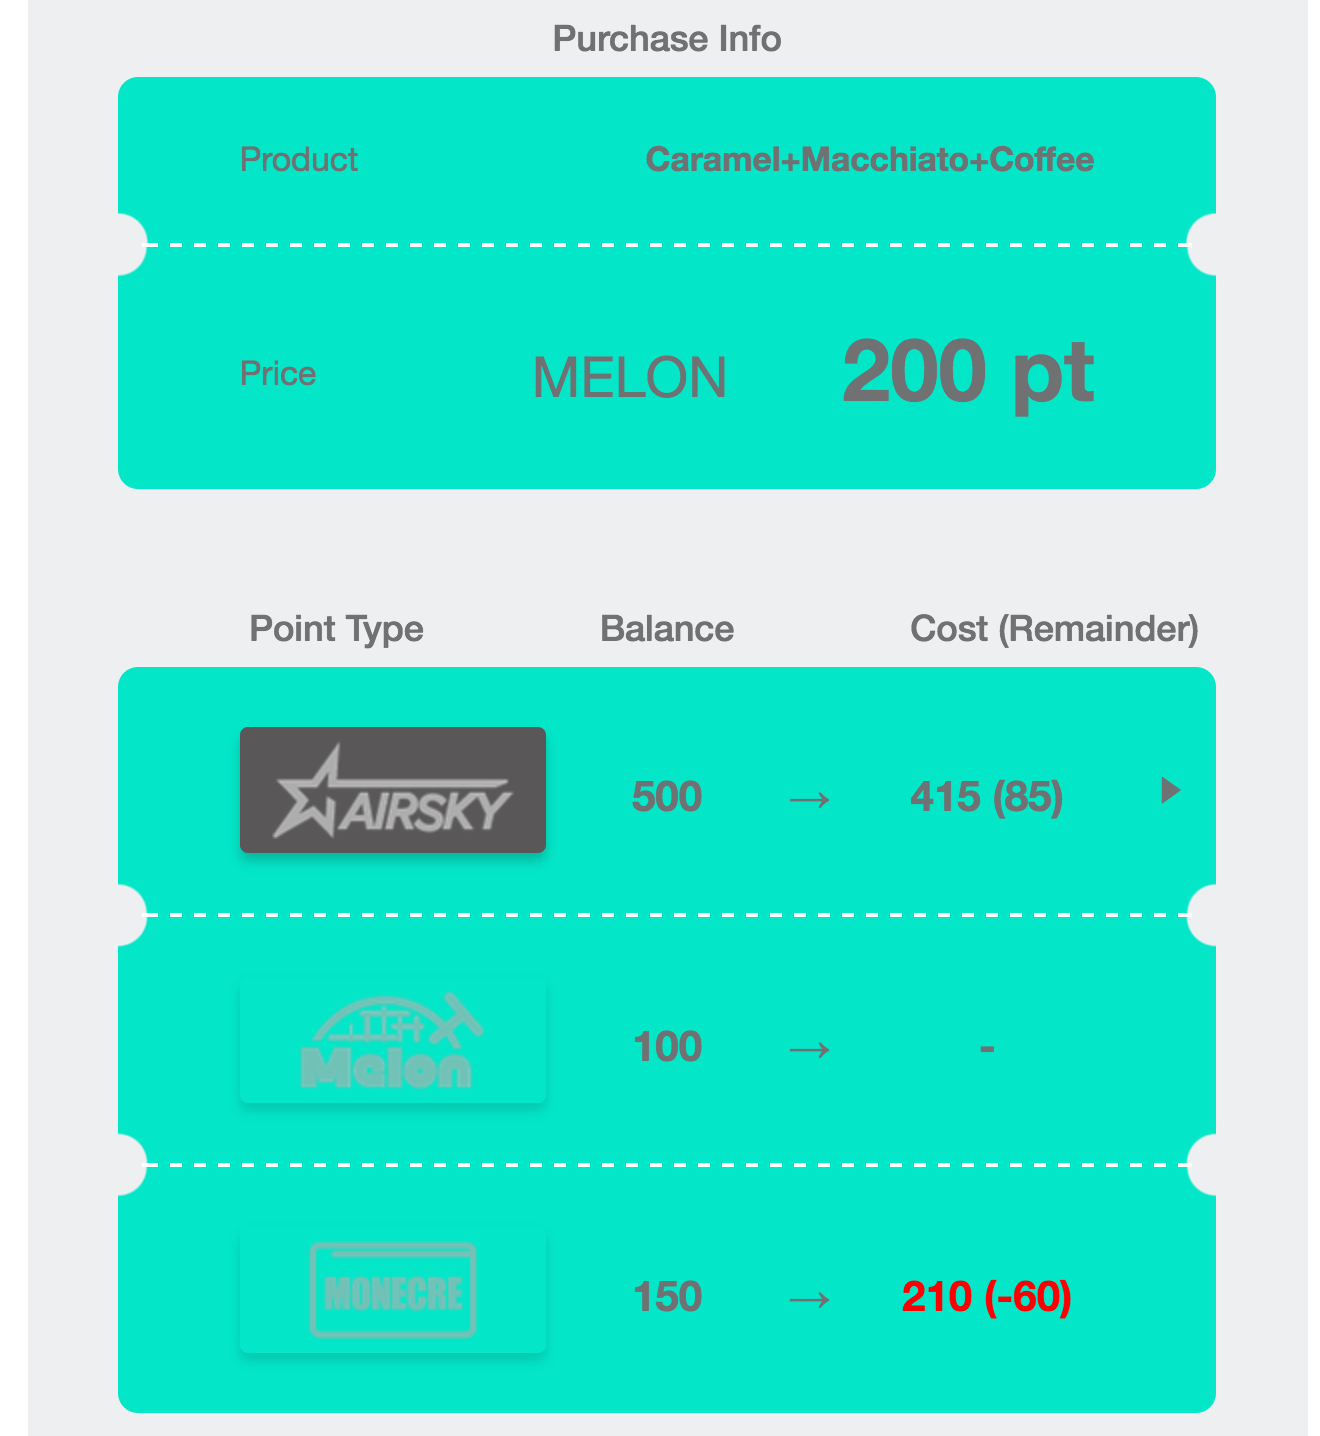 Purchase Info
Product Caramel+Macchiato+Coffee
Price MELON 200 pt
Point Type Balance Cost (Remainder)
AIRSKY 500 → 415 (85)
Melon 100 → -
MONECRE 150 → 210 (-60)